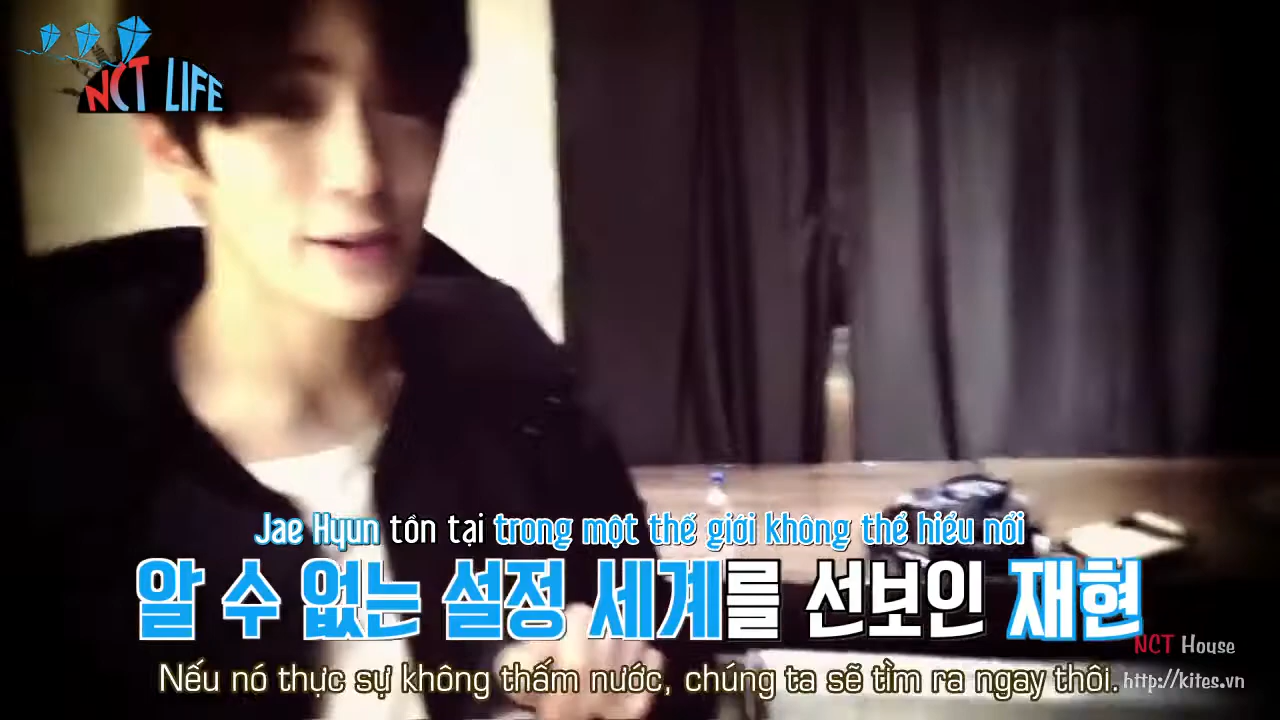 NCT LIFE
Jae Hyun tồn tại trong một thế giới không thể hiểu nổi
알 수 없는 설정 세계를 선보인 재현
NCT House
Nếu nó thực sự không thấm nước, chúng ta sẽ tìm ra ngay thôi.
http://kites.vn